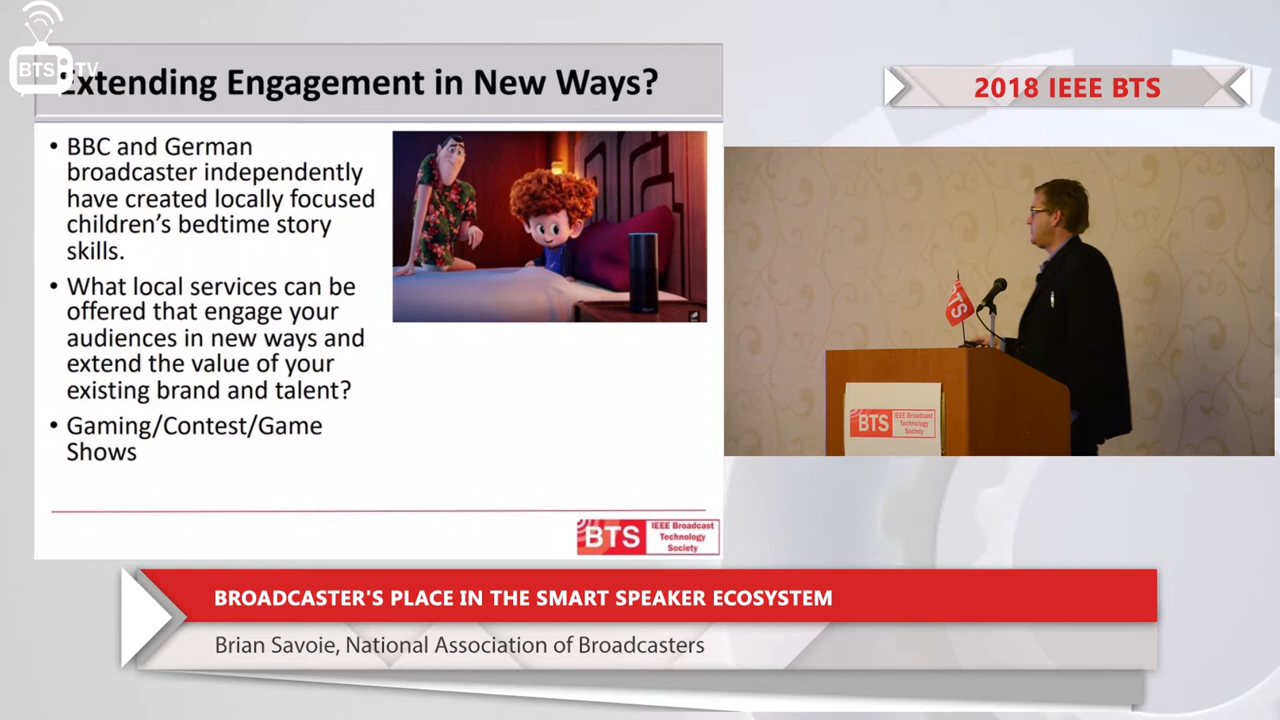 BTS TV
Extending Engagement in New Ways?
• BBC and German
broadcaster independently
have created locally focused
children's bedtime story
skills.
• What local services can be
offered that engage your
audiences in new ways and
extend the value of your
existing brand and talent?
• Gaming/Contest/Game
Shows
BTS
IEEE Broadcast
Technology
Society
2018 IEEE BTS
BTS
BTS
IEEE Broadcast
Technology
Society
BROADCASTER'S PLACE IN THE SMART SPEAKER ECOSYSTEM
Brian Savoie, National Association of Broadcasters